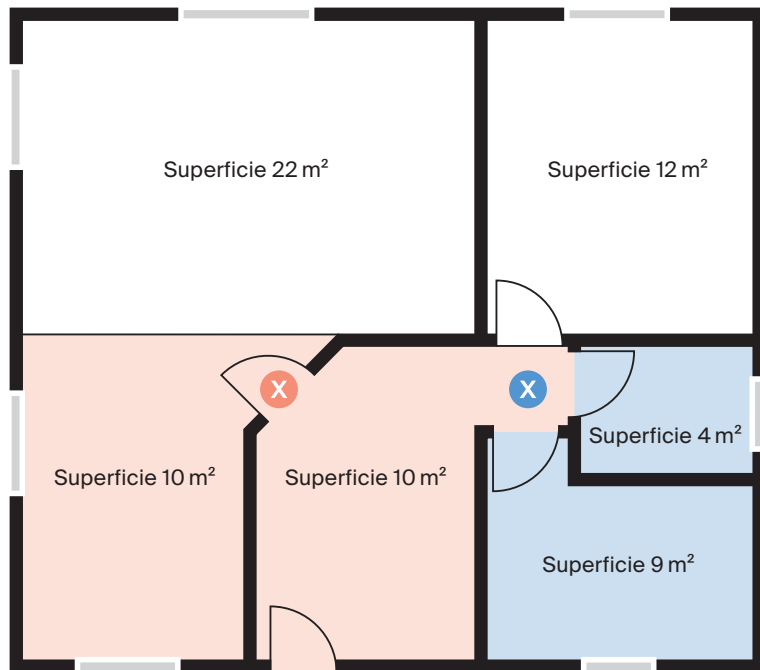 Superficie 22 m²
Superficie 12 m²
X
X
Superficie 4 m²
Superficie 10 m²
Superficie 10 m²
Superficie 9 m²